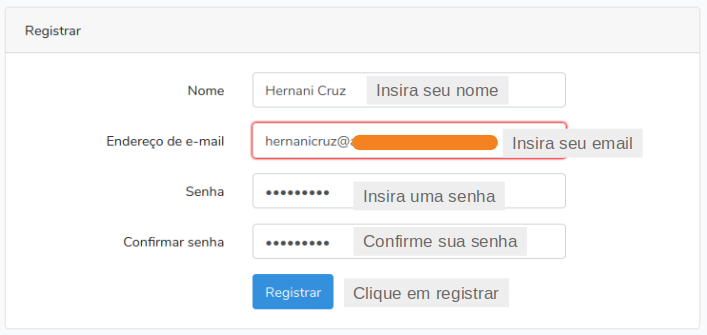 Registrar
Nome Hernani Cruz Insira seu nome
Endereço de e-mail hernanicruz@ Insira seu email
Senha ••••••••• Insira uma senha
Confirmar senha ••••••••• Confirme sua senha
Registrar Clique em registrar